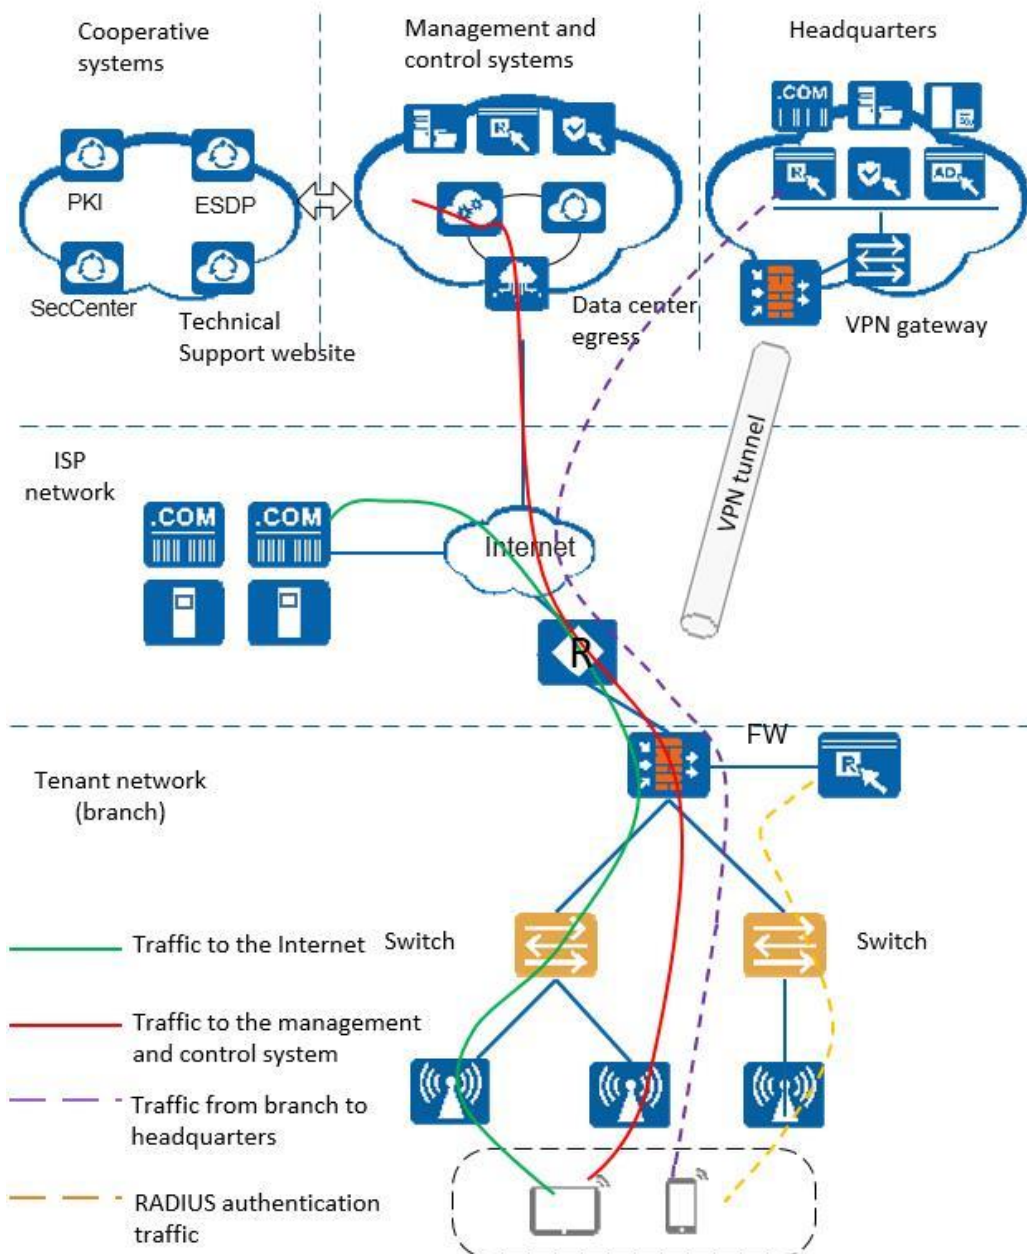 Cooperative
systems
Management and
control systems
Headquarters
.COM
R
R
AD
PKI
ESDP
SecCenter
Technical
Support website
Data center
egress
VPN gateway
ISP
network
.COM
.COM
Internet
VPN tunnel
R
FW
R
Tenant network
(branch)
Traffic to the Internet
Switch
Switch
Traffic to the management
and control system
Traffic from branch to
headquarters
RADIUS authentication
traffic